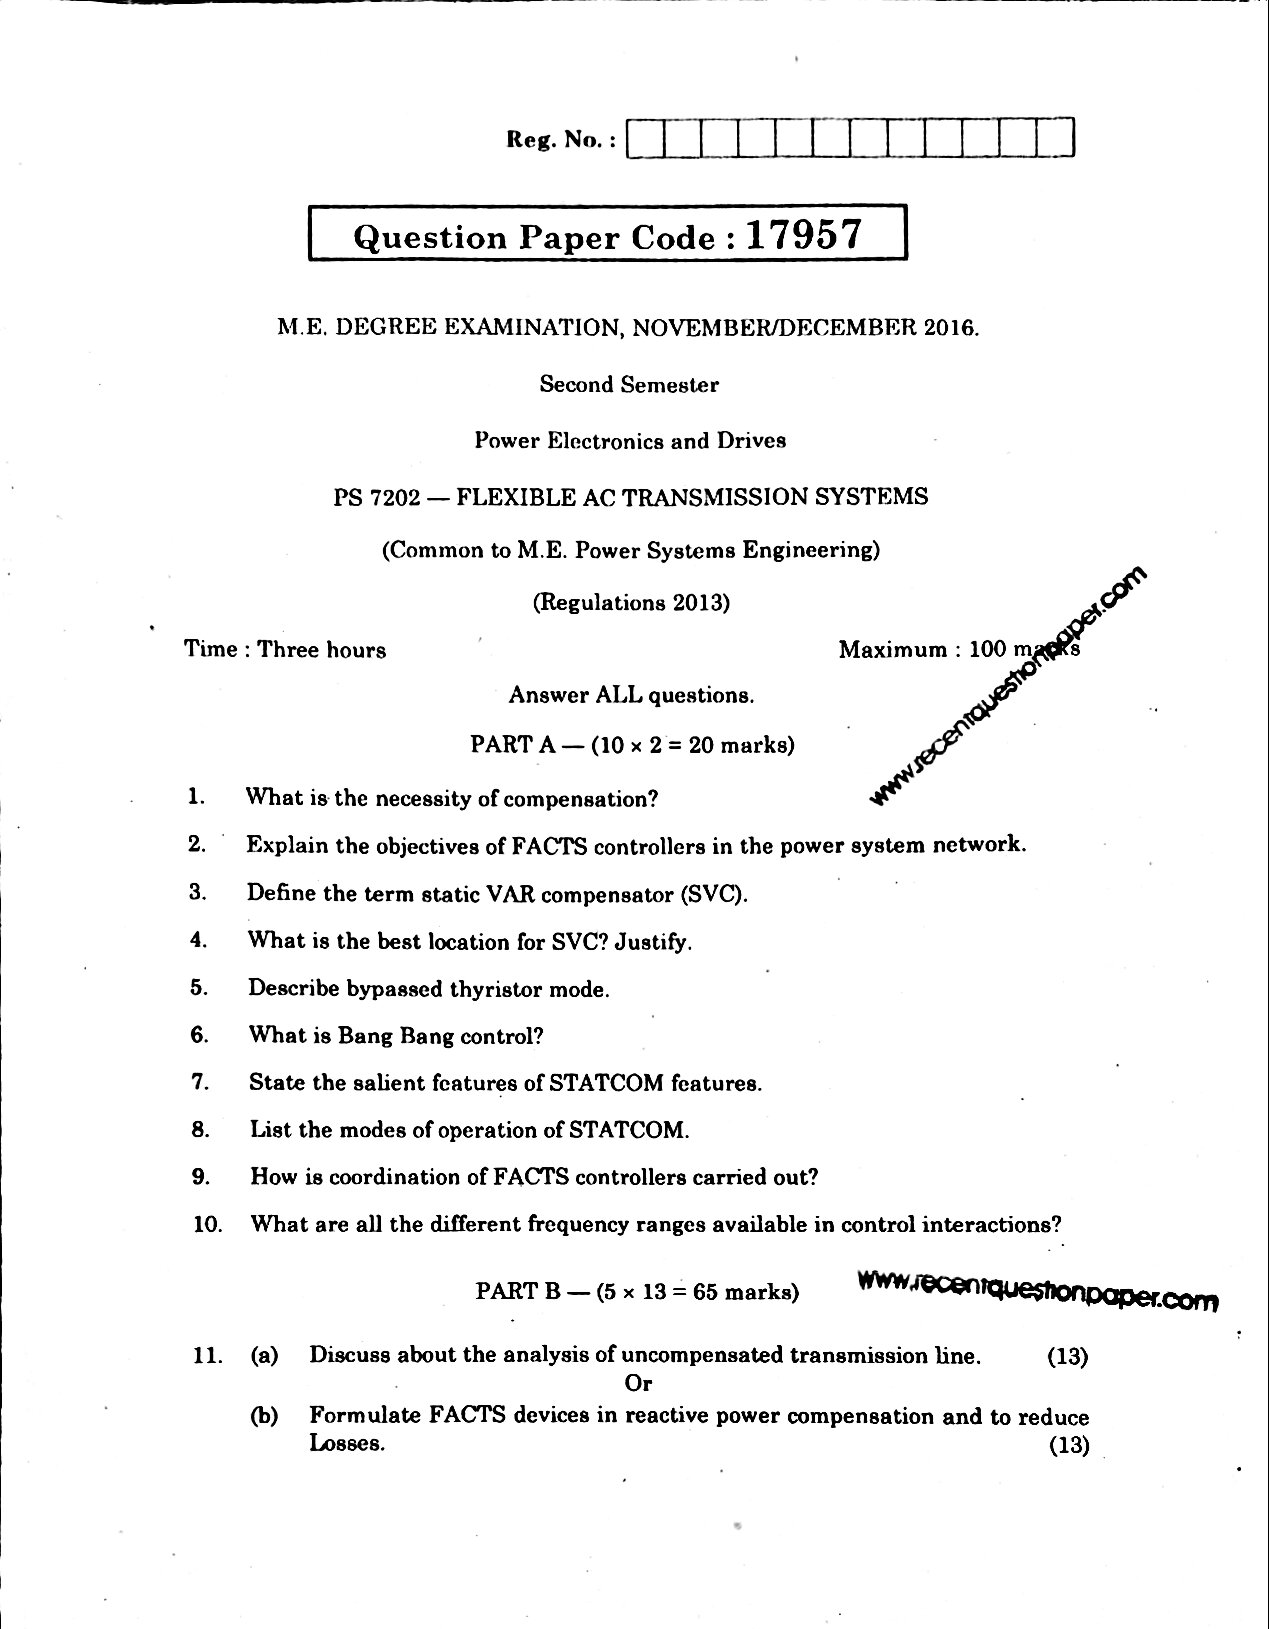 Reg. No. :
Question Paper Code : 17957
M.E. DEGREE EXAMINATION, NOVEMBER/DECEMBER 2016.
Second Semester
Power Electronics and Drives
PS 7202 — FLEXIBLE AC TRANSMISSION SYSTEMS
(Common to M.E. Power Systems Engineering)
(Regulations 2013)
www.recentquestionpaper.com
Time : Three hours Maximum : 100 marks
Answer ALL questions.
PART A — (10 × 2 = 20 marks)
1. What is the necessity of compensation?
2. Explain the objectives of FACTS controllers in the power system network.
3. Define the term static VAR compensator (SVC).
4. What is the best location for SVC? Justify.
5. Describe bypassed thyristor mode.
6. What is Bang Bang control?
7. State the salient features of STATCOM features.
8. List the modes of operation of STATCOM.
9. How is coordination of FACTS controllers carried out?
10. What are all the different frequency ranges available in control interactions?
PART B — (5 × 13 = 65 marks)
www.recentquestionpaper.com
11. (a) Discuss about the analysis of uncompensated transmission line. (13)
Or
(b) Formulate FACTS devices in reactive power compensation and to reduce
Losses. (13)